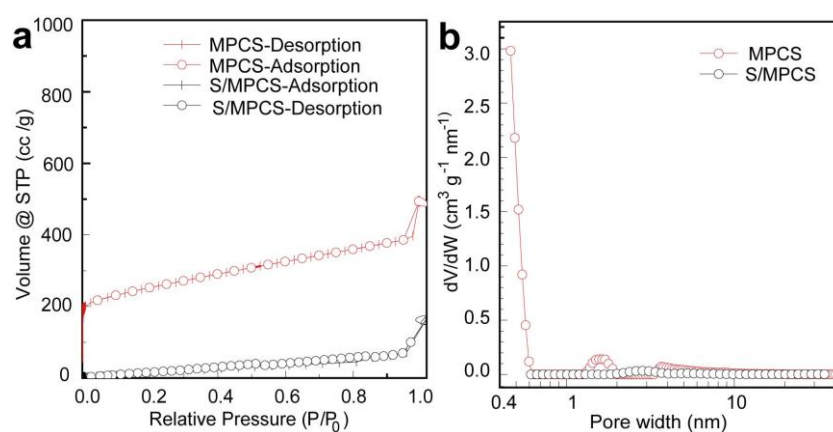 a
1000
800
600
400
200
0
Volume @ STP (cc /g)
MPCS-Desorption
MPCS-Adsorption
S/MPCS-Adsorption
S/MPCS-Desorption
0.0 0.2 0.4 0.6 0.8 1.0
Relative Pressure (P/P₀)
b
3.0
2.5
2.0
1.5
1.0
0.5
0.0
dV/dW (cm³ g⁻¹ nm⁻¹)
MPCS
S/MPCS
0.4 1 10
Pore width (nm)